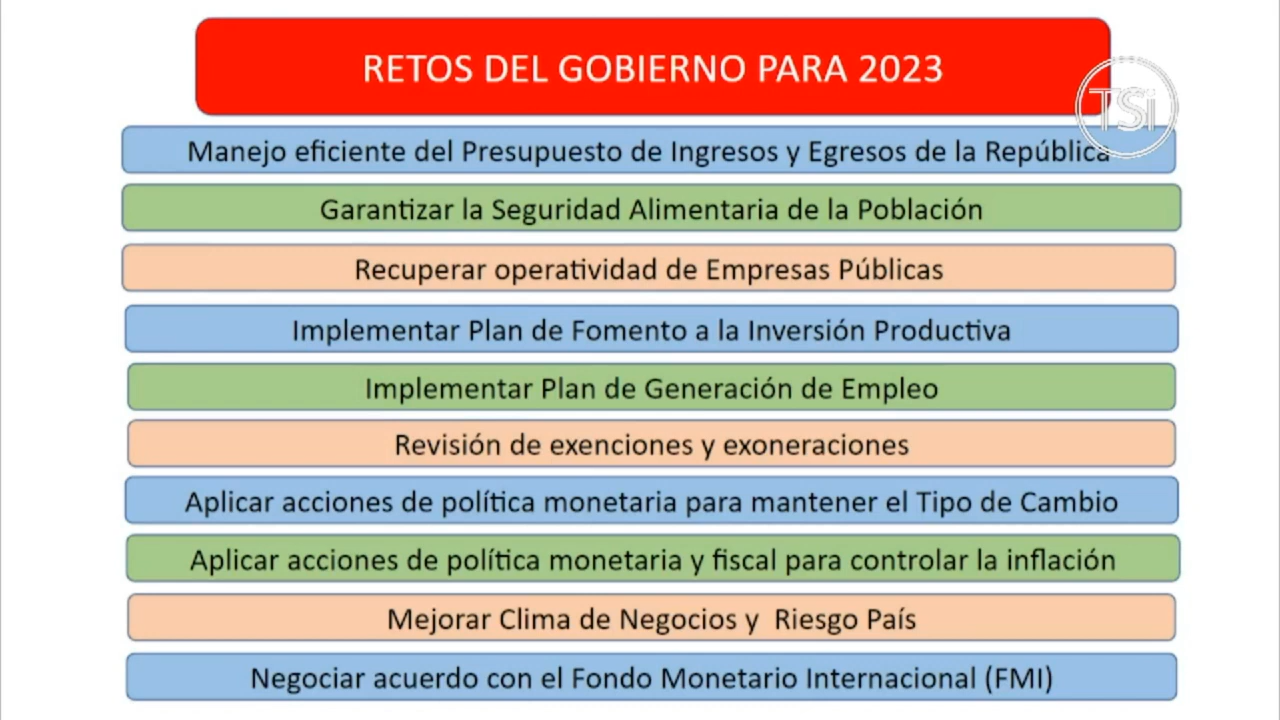 RETOS DEL GOBIERNO PARA 2023
TSi
Manejo eficiente del Presupuesto de Ingresos y Egresos de la República
Garantizar la Seguridad Alimentaria de la Población
Recuperar operatividad de Empresas Públicas
Implementar Plan de Fomento a la Inversión Productiva
Implementar Plan de Generación de Empleo
Revisión de exenciones y exoneraciones
Aplicar acciones de política monetaria para mantener el Tipo de Cambio
Aplicar acciones de política monetaria y fiscal para controlar la inflación
Mejorar Clima de Negocios y  Riesgo País
Negociar acuerdo con el Fondo Monetario Internacional (FMI)